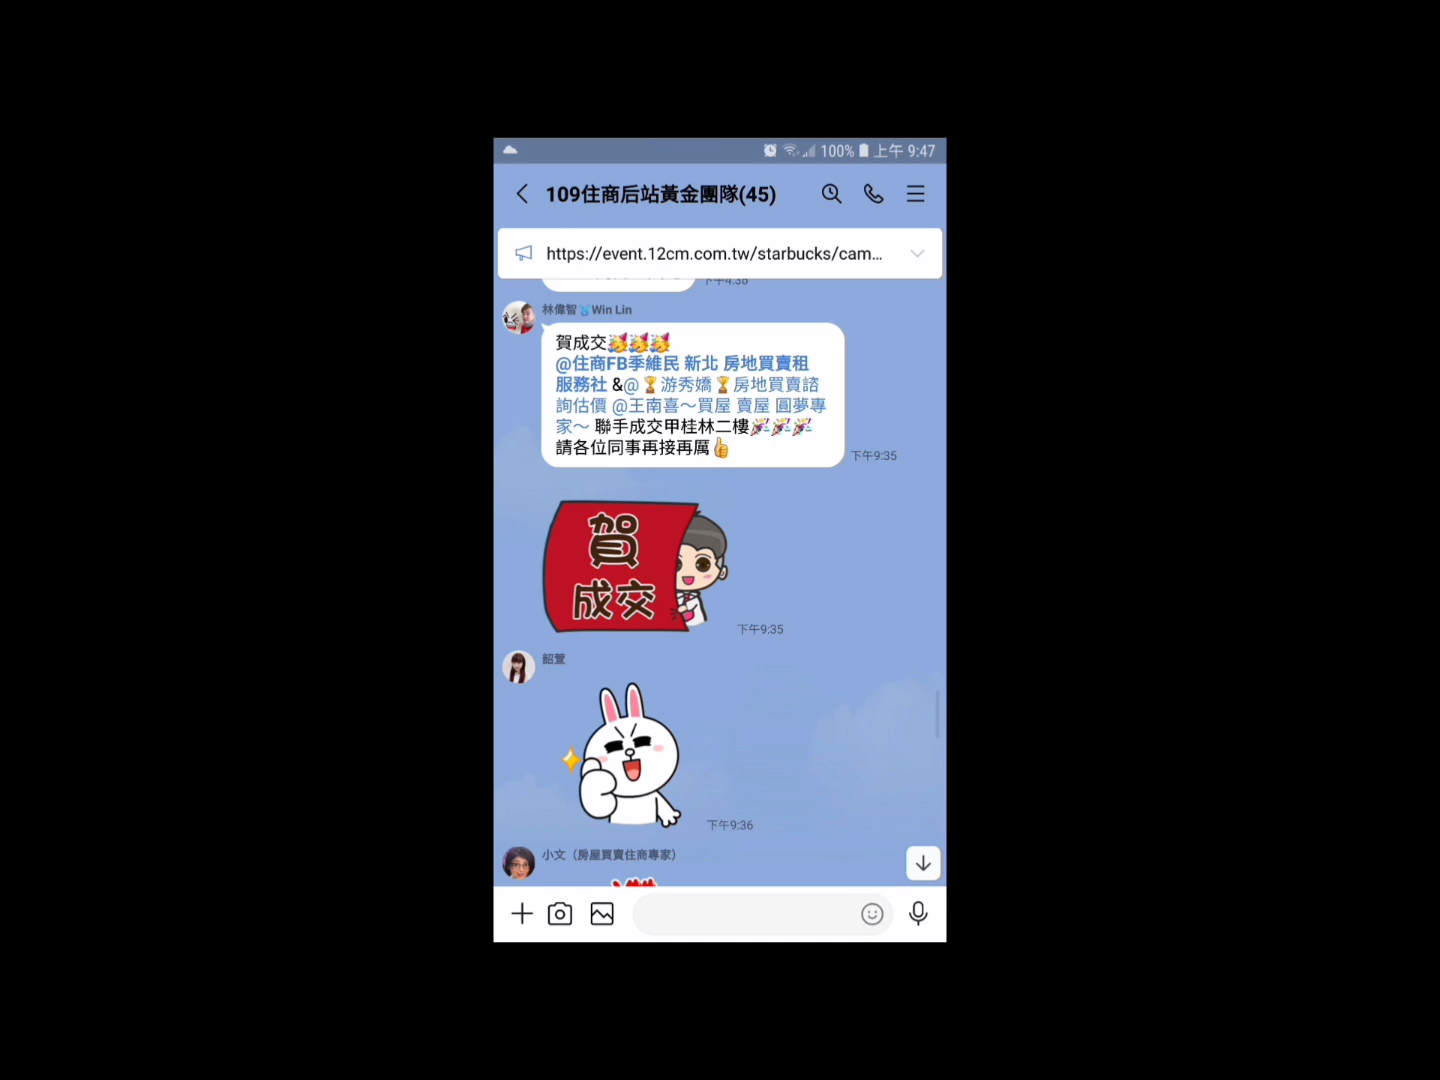 100% 上午 9:47
109住商后站黃金團隊(45)
https://event.12cm.com.tw/starbucks/cam...
下午4:36
林偉智🥈Win Lin
賀成交🥳🥳🥳
@住商FB季維民 新北 房地買賣租
服務社 &@🏆游秀嬌🏆房地買賣諮
詢估價 @王南喜～買屋 賣屋 圓夢專
家～ 聯手成交甲桂林二樓🎉🎉🎉
請各位同事再接再厲👍
下午9:35
賀
成交
下午9:35
韶萱
下午9:36
小文（房屋買賣住商專家）